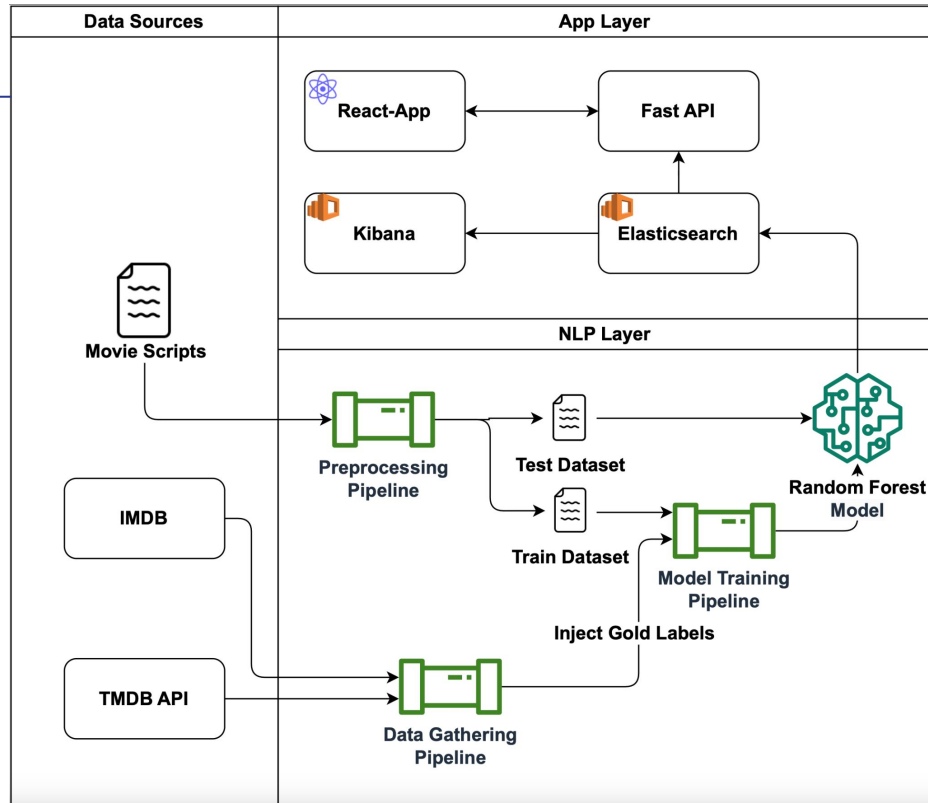 Data Sources
App Layer
React-App
Fast API
Kibana
Elasticsearch
Movie Scripts
NLP Layer
Preprocessing
Pipeline
Test Dataset
Random Forest
Model
IMDB
Train Dataset
Model Training
Pipeline
Inject Gold Labels
TMDB API
Data Gathering
Pipeline